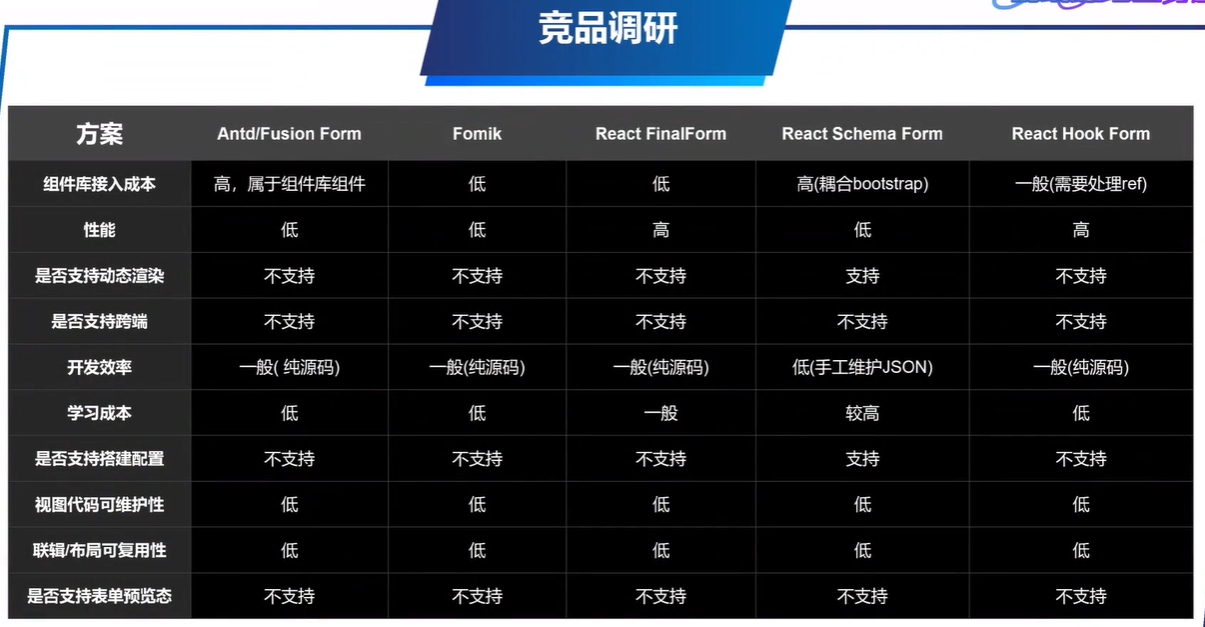 竞品调研
方案 Antd/Fusion Form Fomik React FinalForm React Schema Form React Hook Form
组件库接入成本 高，属于组件库组件 低 低 高(耦合bootstrap) 一般(需要处理ref)
性能 低 低 高 低 高
是否支持动态渲染 不支持 不支持 不支持 支持 不支持
是否支持跨端 不支持 不支持 不支持 不支持 不支持
开发效率 一般( 纯源码) 一般(纯源码) 一般(纯源码) 低(手工维护JSON) 一般(纯源码)
学习成本 低 低 一般 较高 低
是否支持搭建配置 不支持 不支持 不支持 支持 不支持
视图代码可维护性 低 低 低 低 低
联辑/布局可复用性 低 低 低 低 低
是否支持表单预览态 不支持 不支持 不支持 不支持 不支持